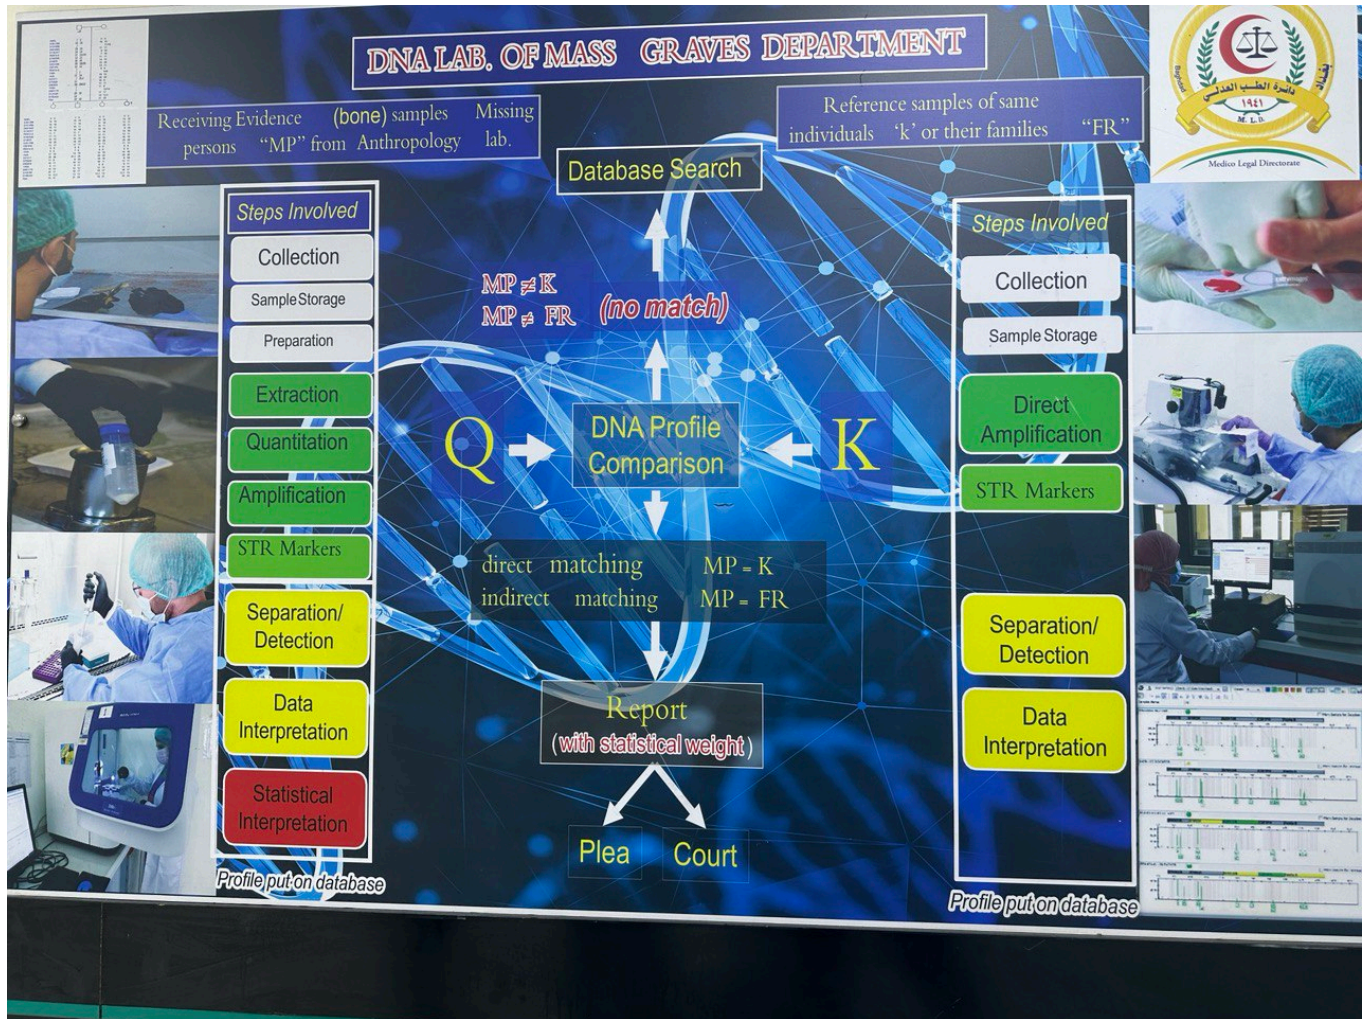 DNA LAB. OF MASS GRAVES DEPARTMENT
Receiving Evidence (bone) samples Missing
persons "MP" from Anthropology lab.
Reference samples of same
individuals 'k' or their families "FR"
Baghdad
بغداد
دائرة الطب العدلي
١٩٤١
M. L. D.
Medico Legal Directorate
Steps Involved
Collection
Sample Storage
Preparation
Extraction
Quantitation
Amplification
STR Markers
Separation/
Detection
Data
Interpretation
Statistical
Interpretation
Profile put on database
Database Search
MP ≠ K
MP ≠ FR
(no match)
Q
DNA Profile
Comparison
K
direct matching MP = K
indirect matching MP = FR
Report
(with statistical weight)
Plea
Court
Steps Involved
Collection
Sample Storage
Direct
Amplification
STR Markers
Separation/
Detection
Data
Interpretation
Profile put on database